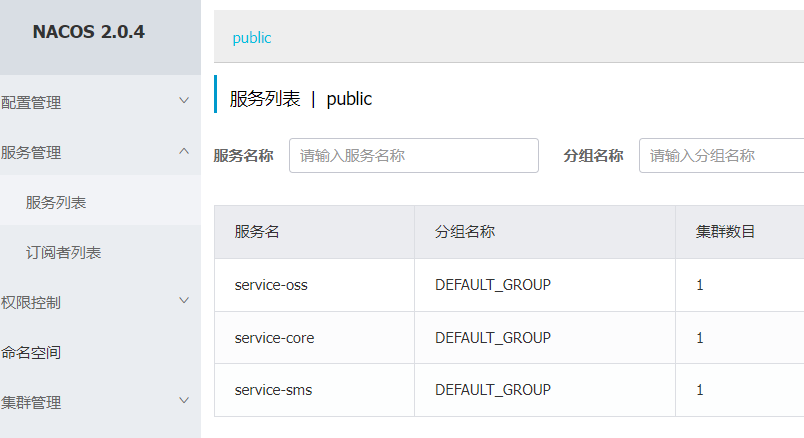 NACOS 2.0.4
配置管理
服务管理
服务列表
订阅者列表
权限控制
命名空间
集群管理
public
服务列表 | public
服务名称 请输入服务名称 分组名称 请输入分组名称
服务名 分组名称 集群数目
service-oss DEFAULT_GROUP 1
service-core DEFAULT_GROUP 1
service-sms DEFAULT_GROUP 1